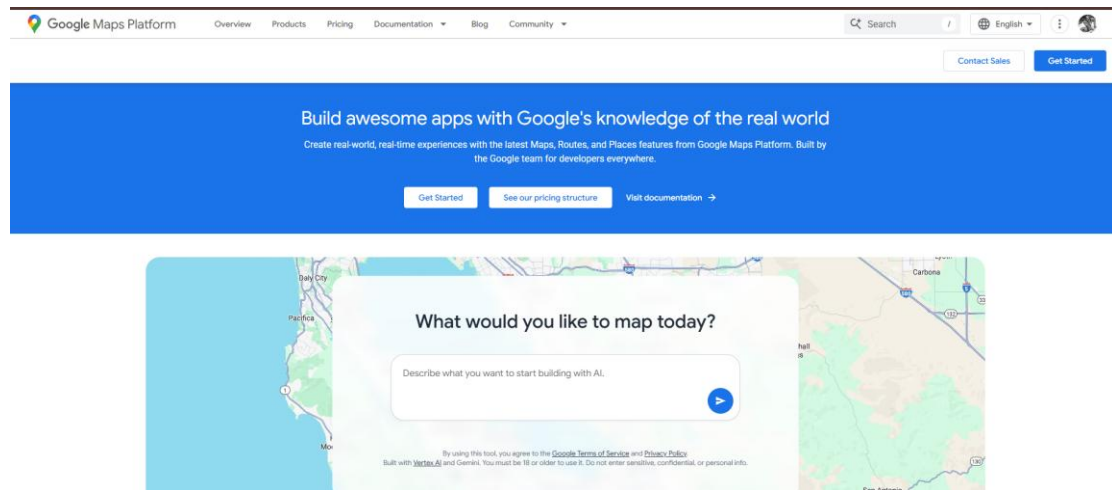 Google Maps Platform
Overview
Products
Pricing
Documentation
Blog
Community
Search
/
English
Contact Sales
Get Started
Build awesome apps with Google's knowledge of the real world
Create real-world, real-time experiences with the latest Maps, Routes, and Places features from Google Maps Platform. Built by
the Google team for developers everywhere.
Get Started
See our pricing structure
Visit documentation →
Daly City
Carbona
Pacifica
What would you like to map today?
Describe what you want to start building with AI.
By using this tool, you agree to the Google Terms of Service and Privacy Policy.
Built with Vertex AI and Gemini. You must be 18 or older to use it. Do not enter sensitive, confidential, or personal info.
1
132
130
San Antonio